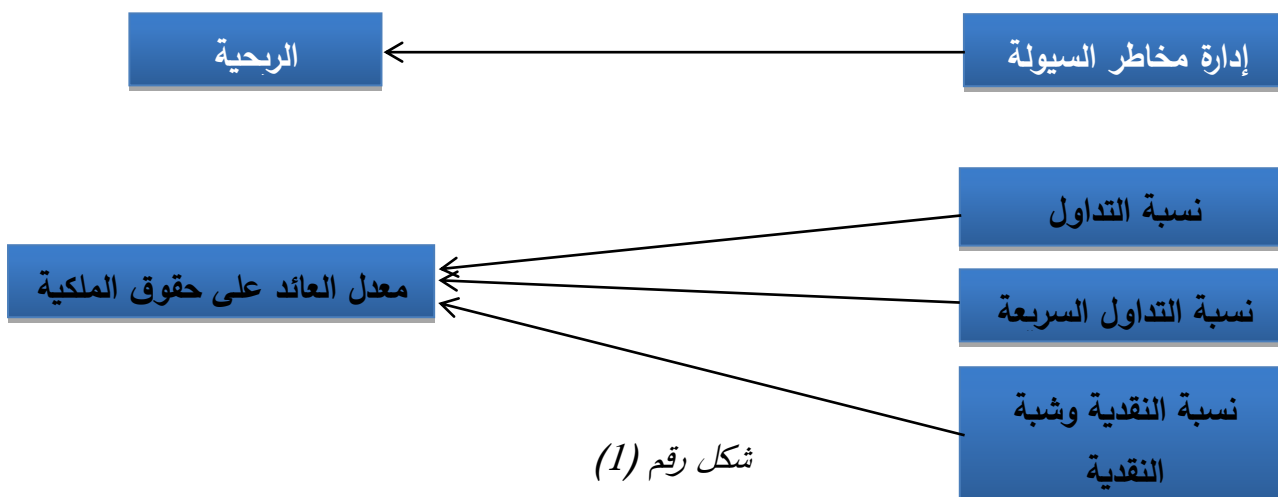 إدارة مخاطر السيولة
الربحية
نسبة التداول
نسبة التداول السريعة
نسبة النقدية وشبة
النقدية
معدل العائد على حقوق الملكية
شكل رقم (1)